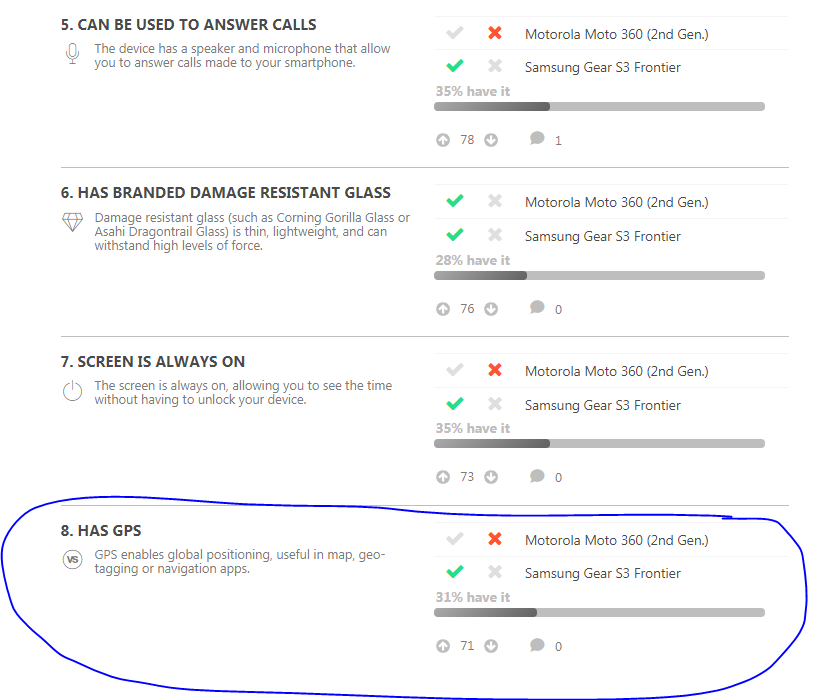 5. CAN BE USED TO ANSWER CALLS
The device has a speaker and microphone that allow
you to answer calls made to your smartphone.
Motorola Moto 360 (2nd Gen.)
Samsung Gear S3 Frontier
35% have it
78 1
6. HAS BRANDED DAMAGE RESISTANT GLASS
Damage resistant glass (such as Corning Gorilla Glass or
Asahi Dragontrail Glass) is thin, lightweight, and can
withstand high levels of force.
Motorola Moto 360 (2nd Gen.)
Samsung Gear S3 Frontier
28% have it
76 0
7. SCREEN IS ALWAYS ON
The screen is always on, allowing you to see the time
without having to unlock your device.
Motorola Moto 360 (2nd Gen.)
Samsung Gear S3 Frontier
35% have it
73 0
8. HAS GPS
VS
GPS enables global positioning, useful in map, geo-
tagging or navigation apps.
Motorola Moto 360 (2nd Gen.)
Samsung Gear S3 Frontier
31% have it
71 0